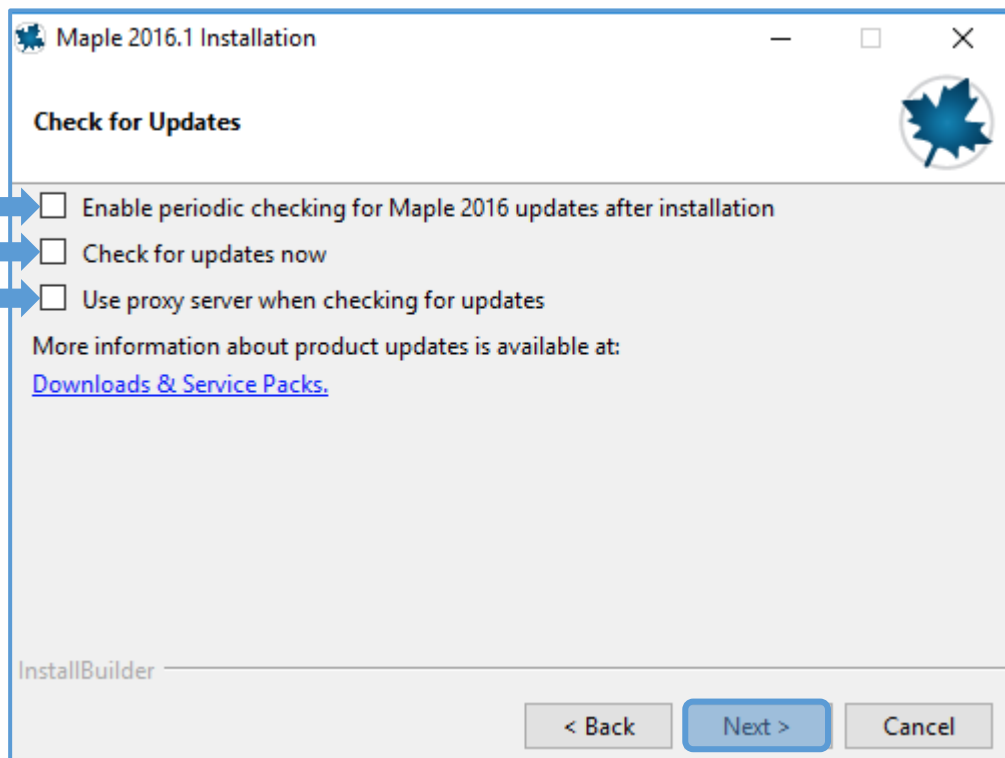 Maple 2016.1 Installation
Check for Updates
Enable periodic checking for Maple 2016 updates after installation
Check for updates now
Use proxy server when checking for updates
More information about product updates is available at:
Downloads & Service Packs.
InstallBuilder
< Back Next > Cancel